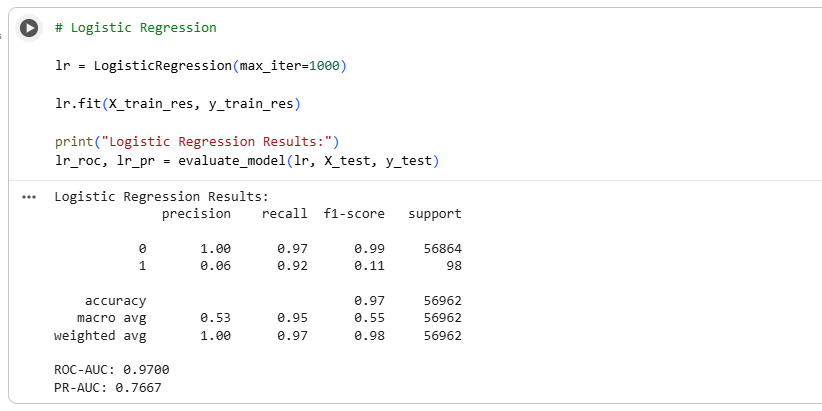 # Logistic Regression
lr = LogisticRegression(max_iter=1000)
lr.fit(X_train_res, y_train_res)
print("Logistic Regression Results:")
lr_roc, lr_pr = evaluate_model(lr, X_test, y_test)
Logistic Regression Results:
precision recall f1-score support
0 1.00 0.97 0.99 56864
1 0.06 0.92 0.11 98
accuracy 0.97 56962
macro avg 0.53 0.95 0.55 56962
weighted avg 1.00 0.97 0.98 56962
ROC-AUC: 0.9700
PR-AUC: 0.7667